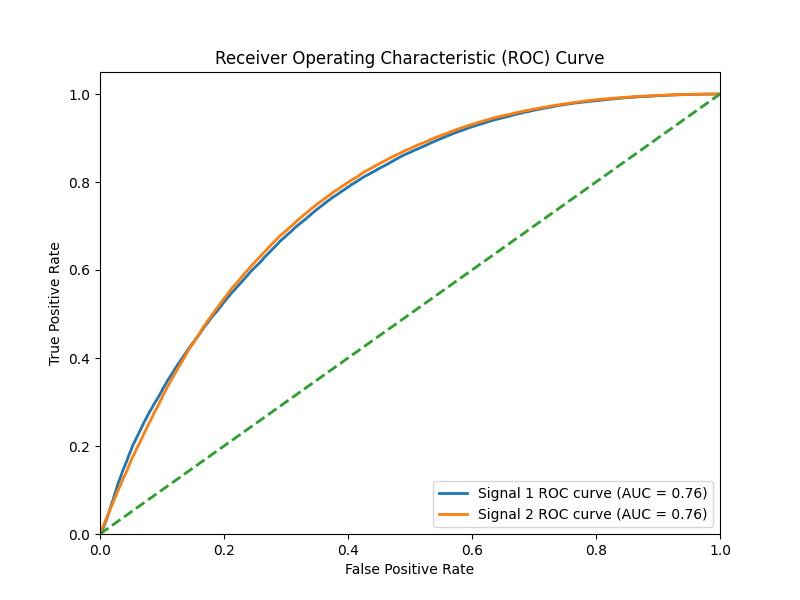 Receiver Operating Characteristic (ROC) Curve
True Positive Rate
1.0
0.8
0.6
0.4
0.2
0.0
Signal 1 ROC curve (AUC = 0.76)
Signal 2 ROC curve (AUC = 0.76)
0.0 0.2 0.4 0.6 0.8 1.0
False Positive Rate